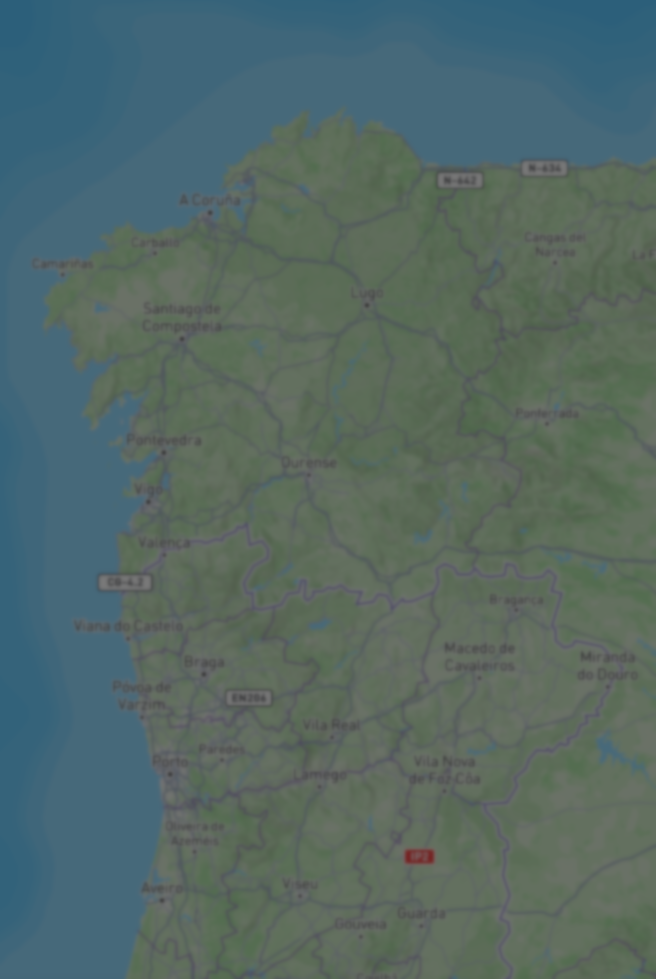 N-634
N-642
A Coruña
Carballo
Cangas del
Narcea
Camariñas
Lugo
Santiago de
Compostela
Ponferrada
Pontevedra
Ourense
Vigo
Valença
CG-4.2
Bragança
Viana do Castelo
Macedo de
Cavaleiros
Miranda
do Douro
Braga
Póvoa de
Varzim
EN206
Vila Real
Paredes
Porto
Vila Nova
de Foz Côa
Lamego
Oliveira de
Azeméis
IP2
Aveiro
Viseu
Guarda
Gouveia